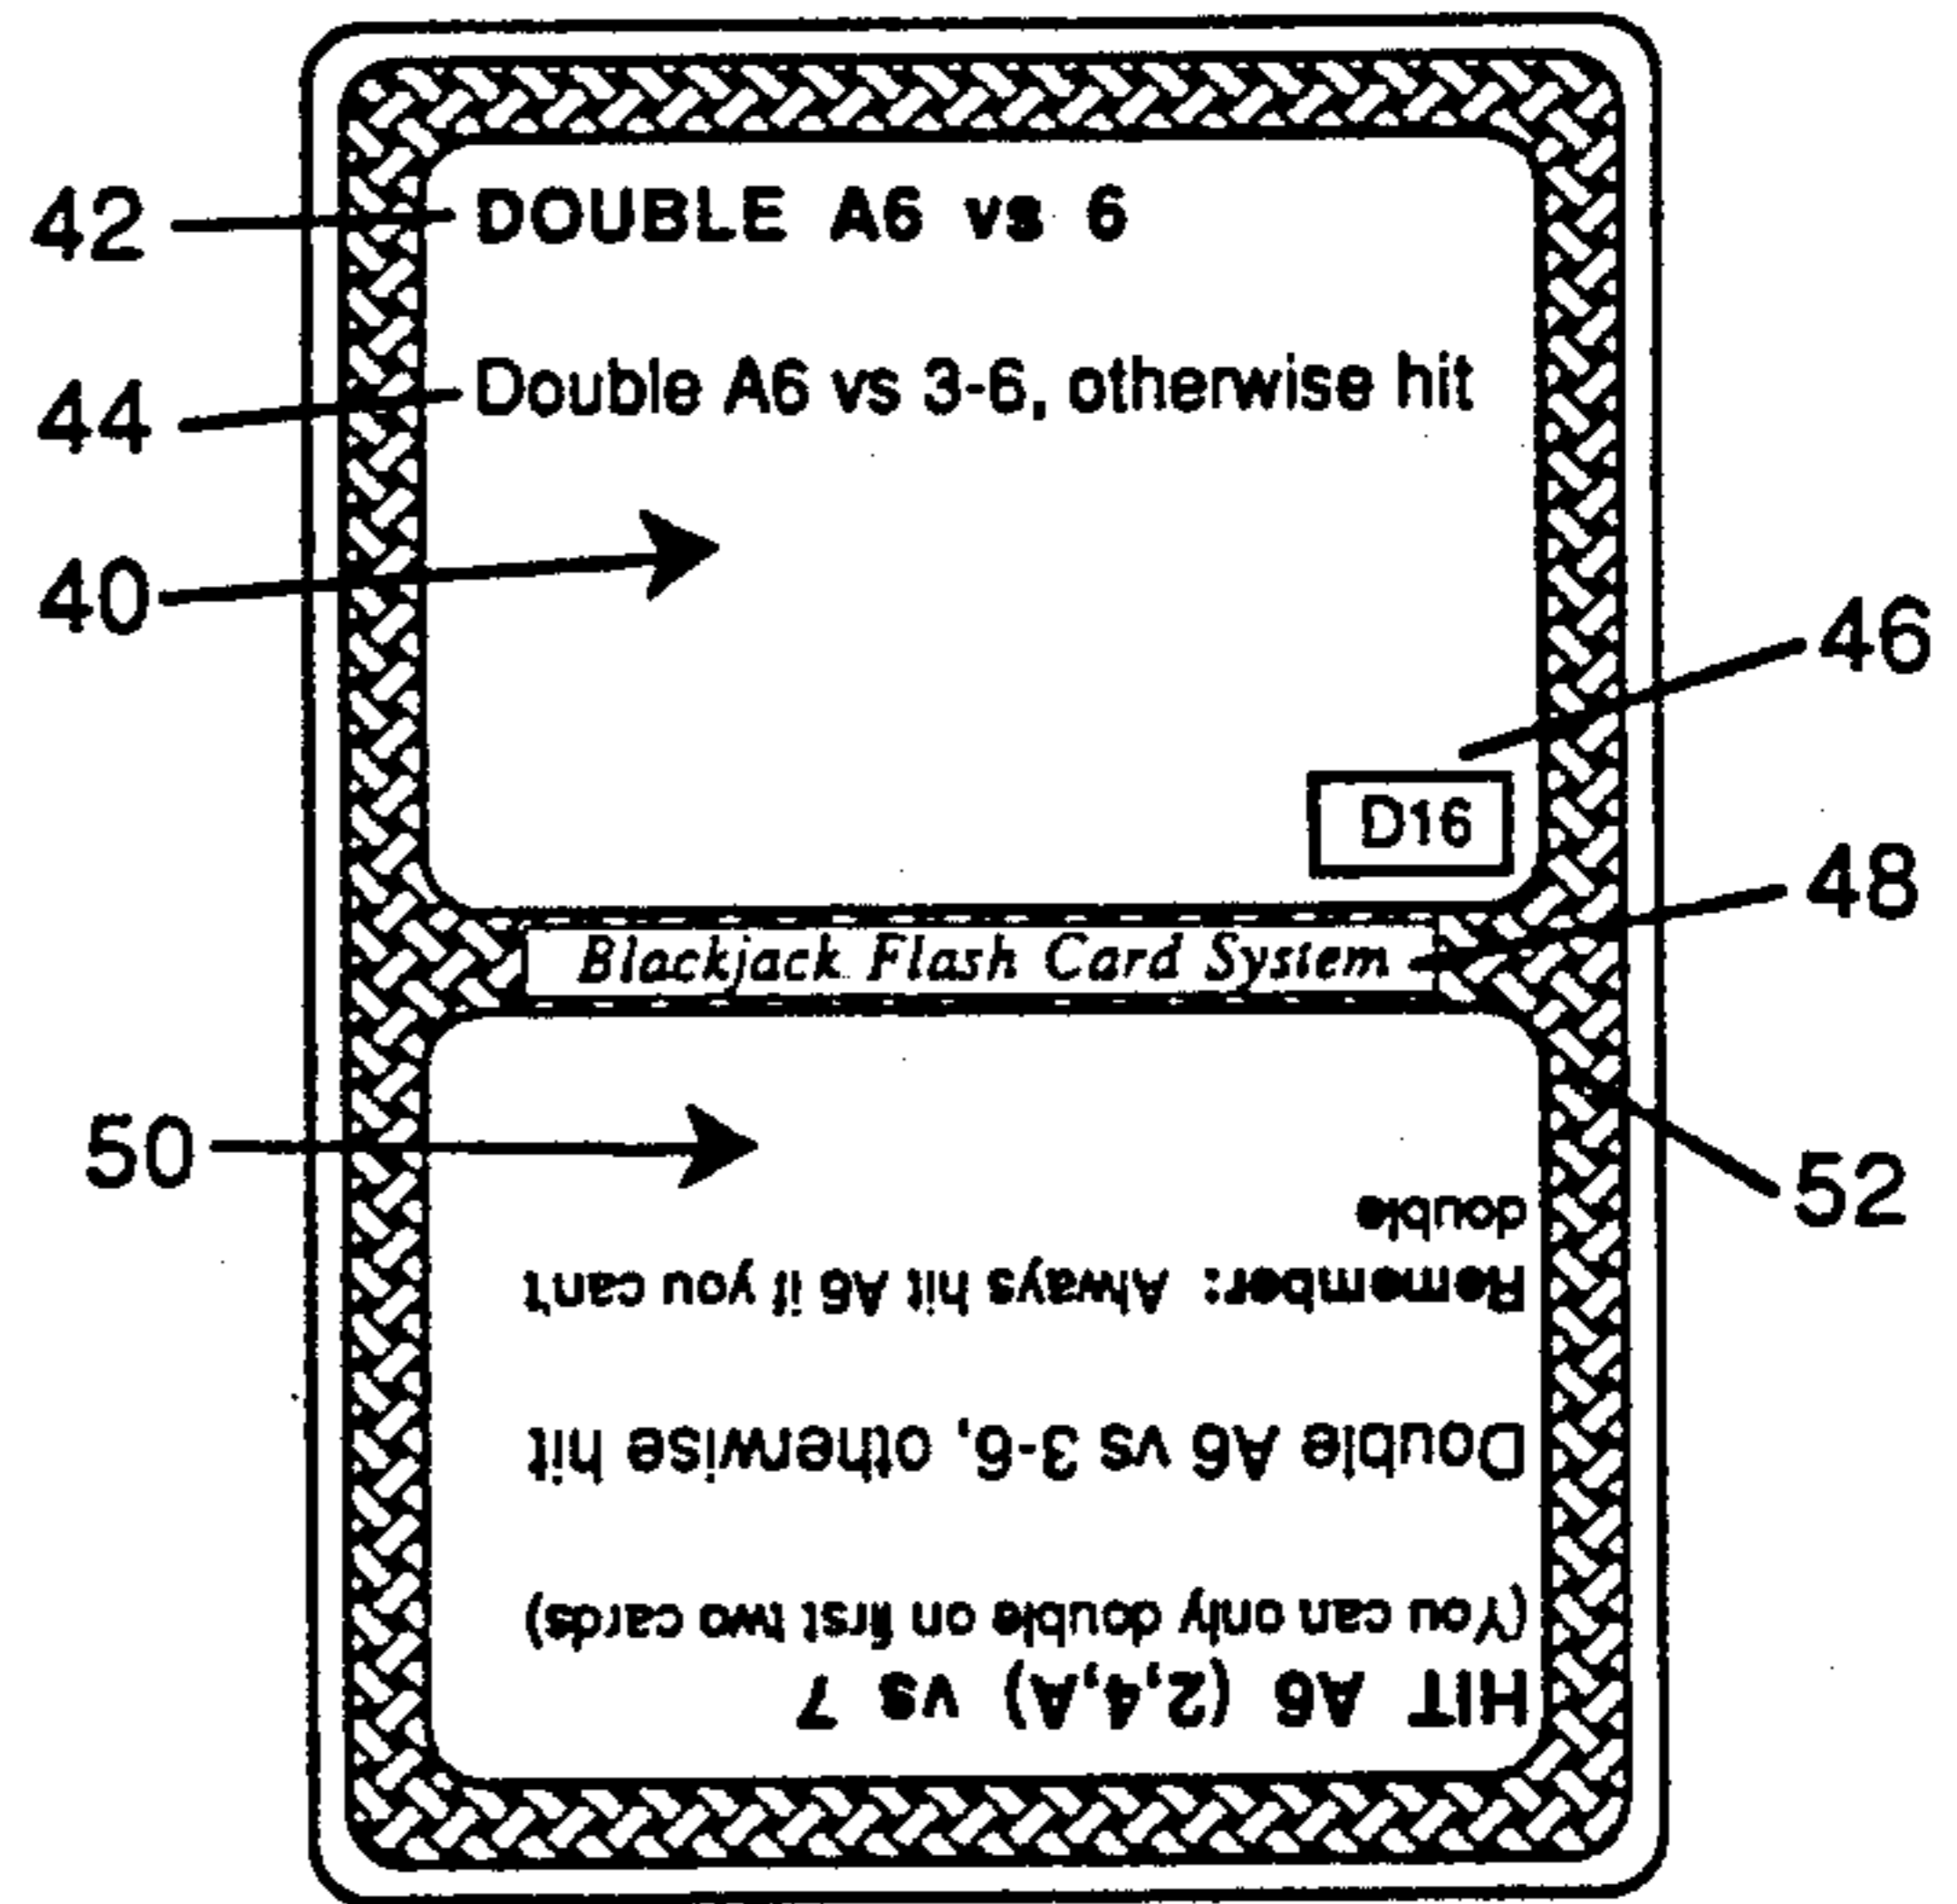 42
DOUBLE A6 vs 6
44
Double A6 vs 3-6, otherwise hit
40
46
D16
48
Blackjack Flash Card System
50
52
HIT A6 (2,4,A) vs 7
(You can only double on first two cards)
Double A6 vs 3-6, otherwise hit
Remember: Always hit A6 if you can't
double